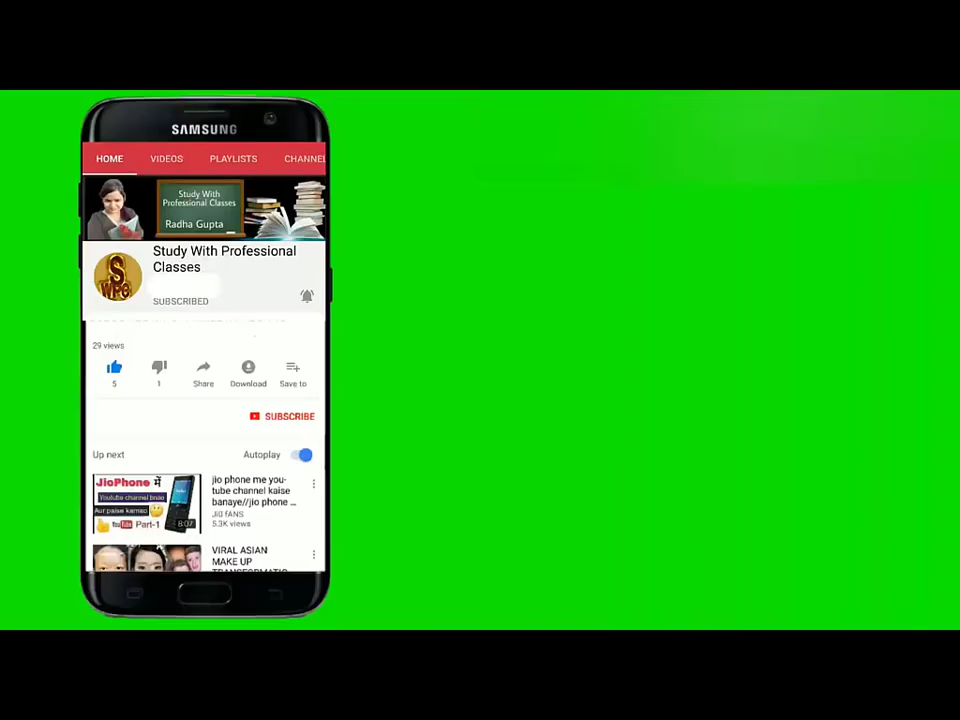 SAMSUNG
HOME VIDEOS PLAYLISTS CHANNEL
Study With
Professional Classes
Radha Gupta
Study With Professional
Classes
S
WPC
SUBSCRIBED
29 views
5 1 Share Download Save to
SUBSCRIBE
Up next Autoplay
JioPhone में
Youtube channel bnao
Aur paise kamao
YouTube Part-1
8:07
jio phone me you-
tube channel kaise
banaye//jio phone ...
Jio FANS
5.3K views
VIRAL ASIAN
MAKE UP
TRANSFORMATIC